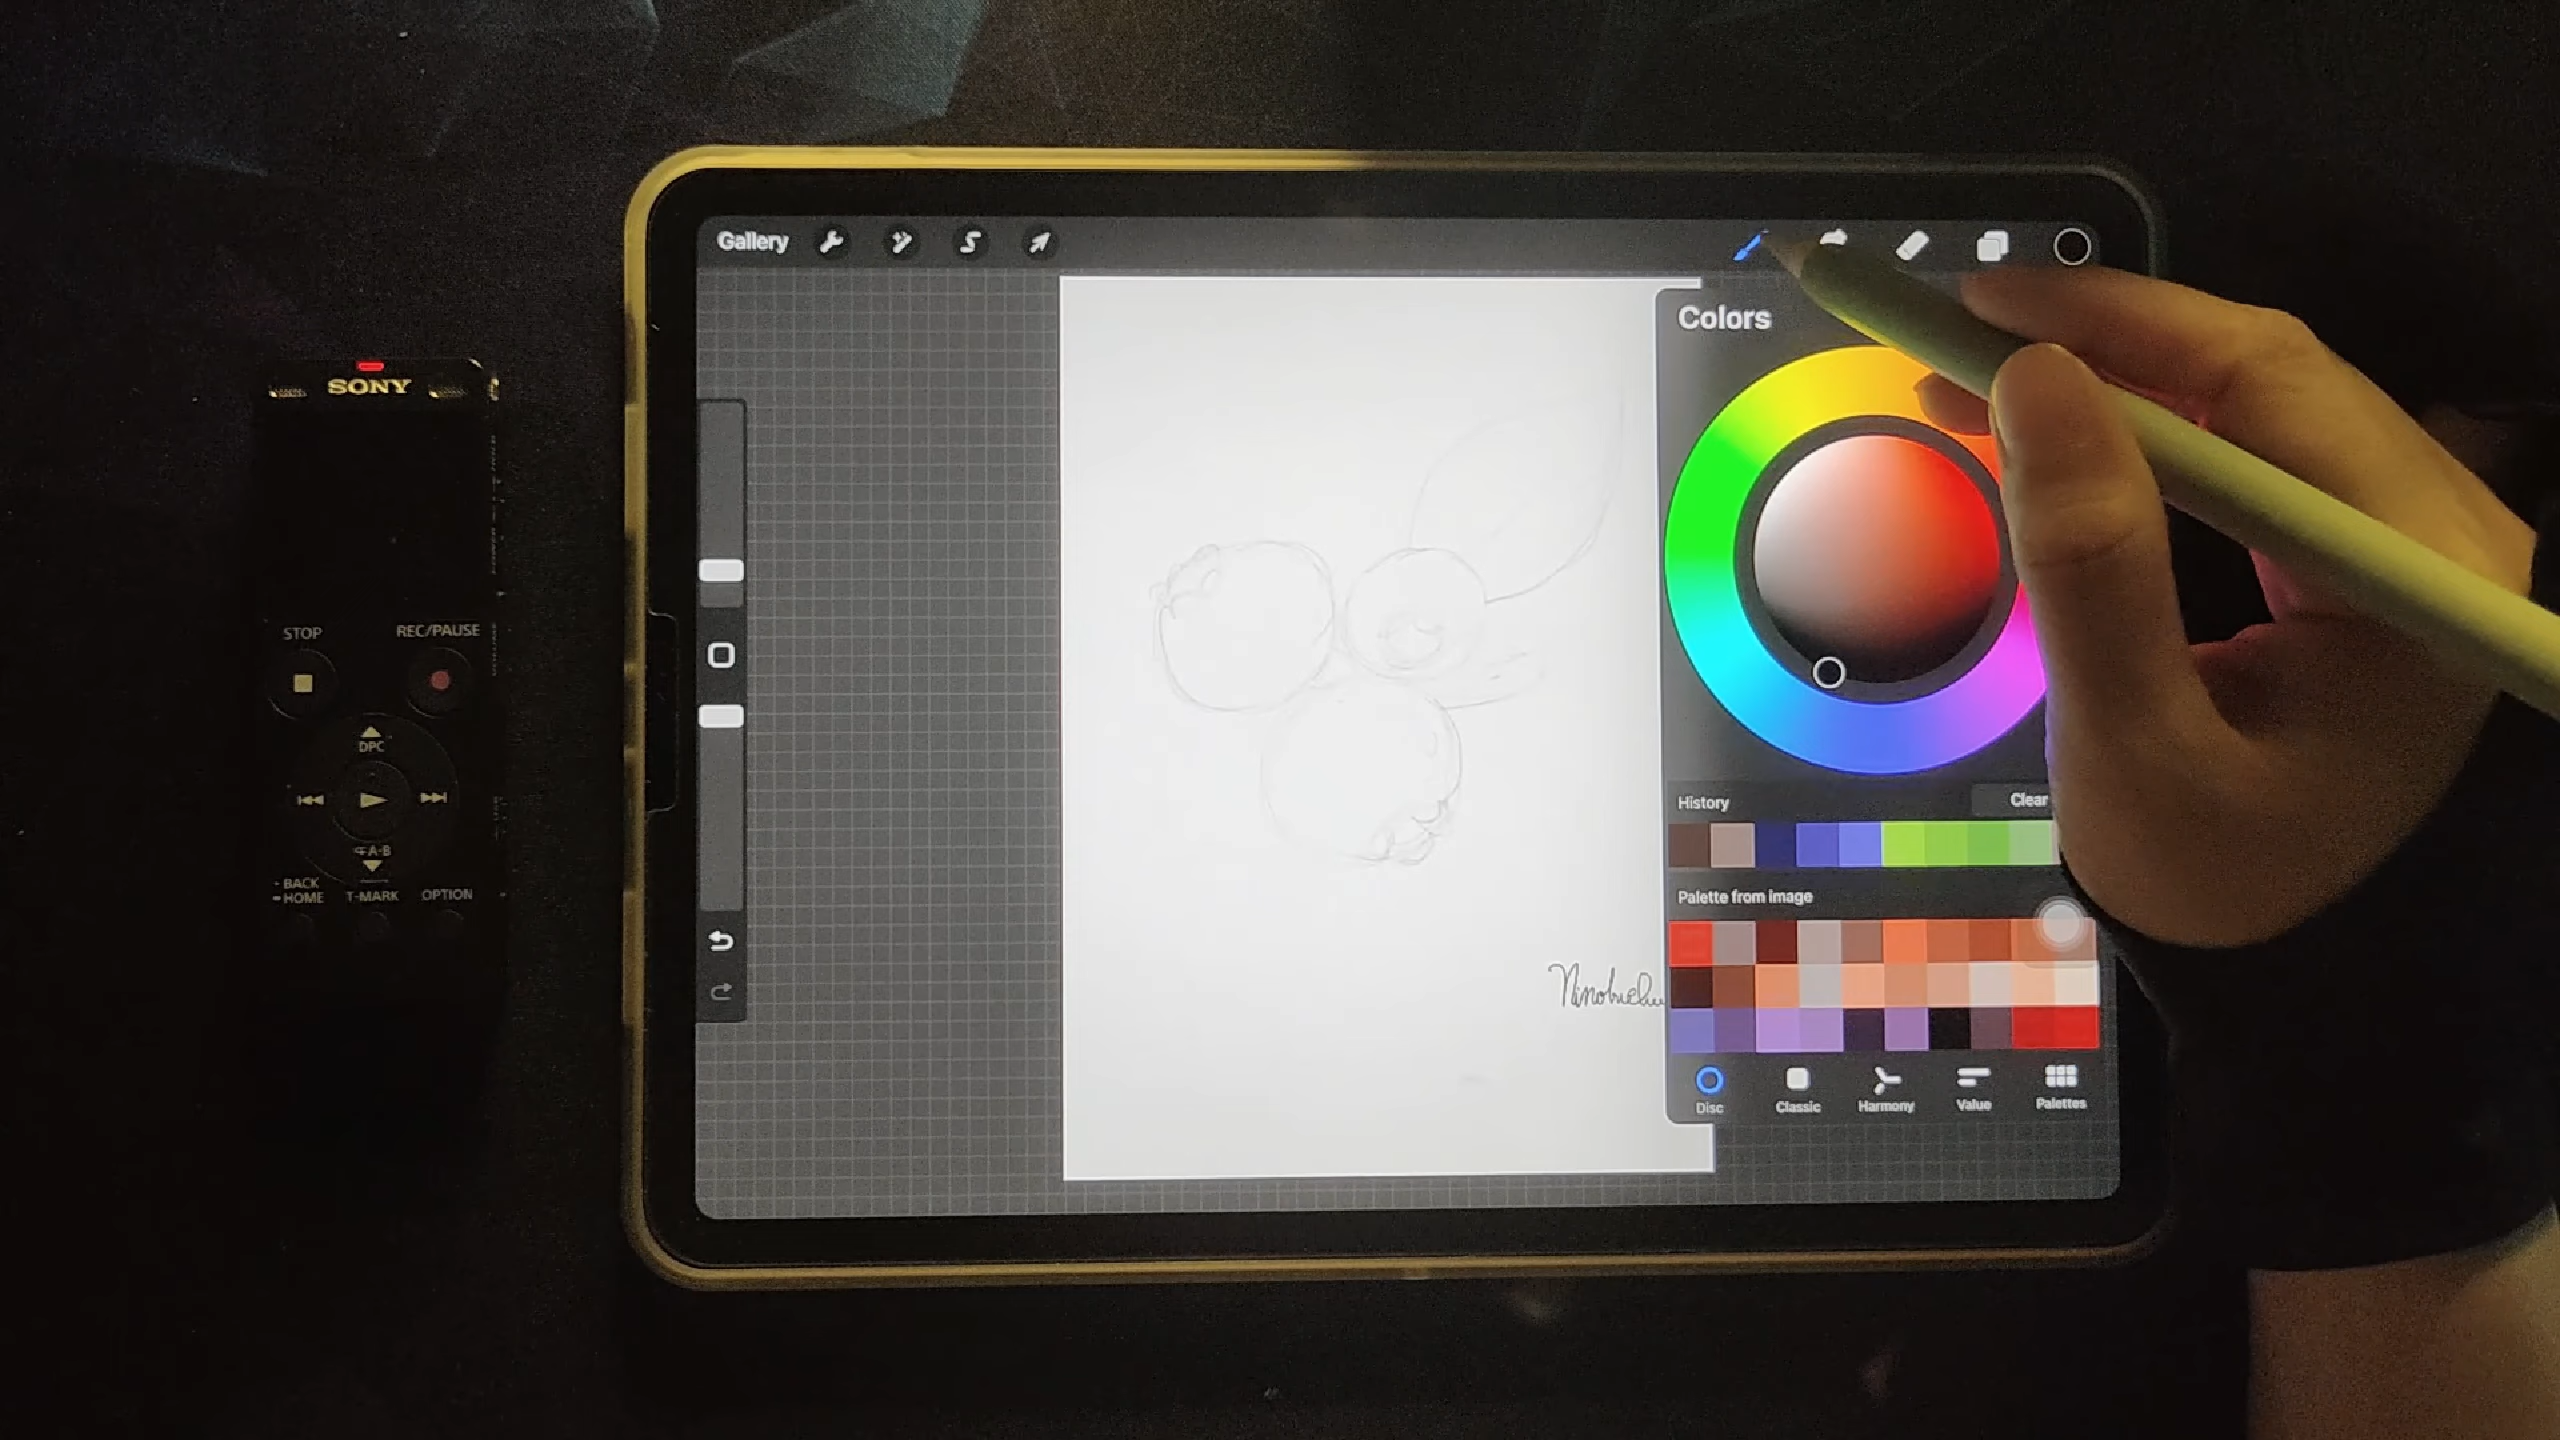 SONY
STOP
REC/PAUSE
DPC
A-B
BACK
HOME
T-MARK
OPTION
Gallery
Colors
History
Clear
Palette from image
Disc
Classic
Harmony
Value
Palettes